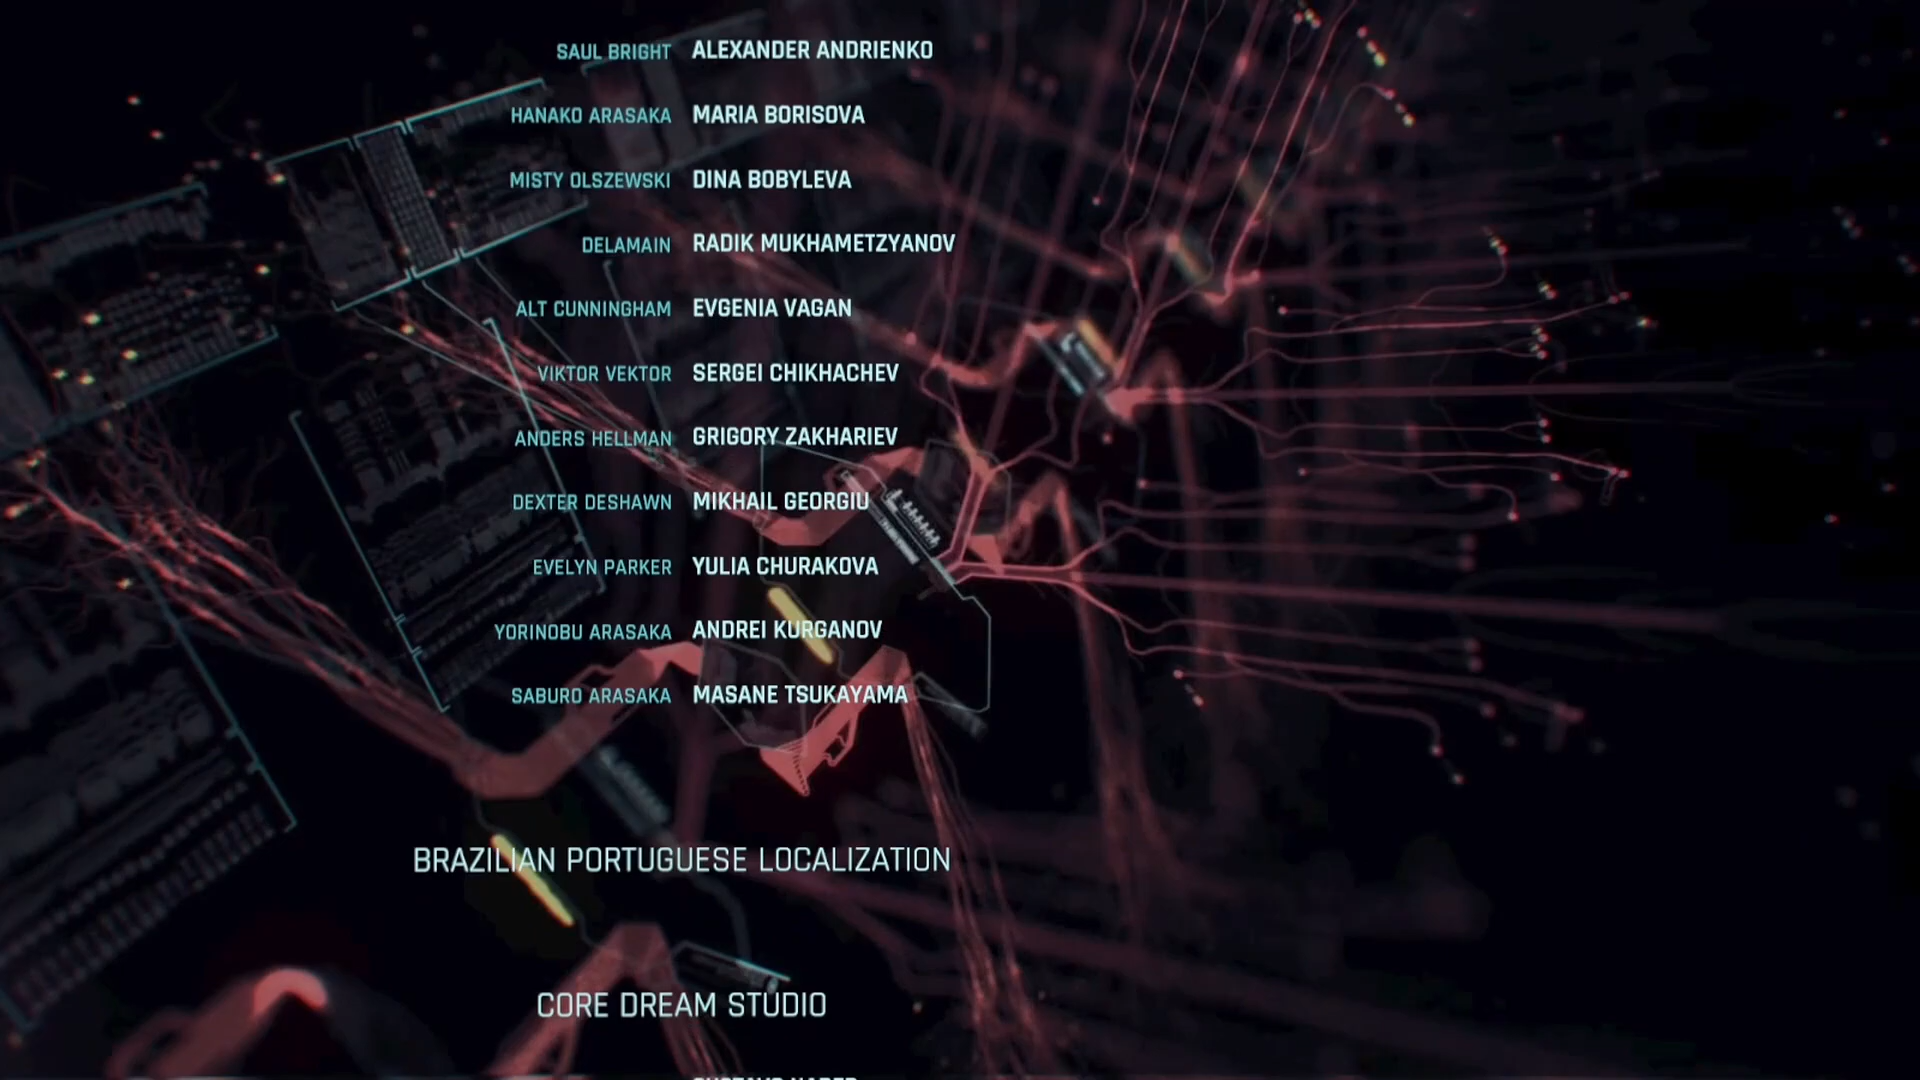 SAUL BRIGHT ALEXANDER ANDRIENKO
HANAKO ARASAKA MARIA BORISOVA
MISTY OLSZEWSKI DINA BOBYLEVA
DELAMAIN RADIK MUKHAMETZYANOV
ALT CUNNINGHAM EVGENIA VAGAN
VIKTOR VEKTOR SERGEI CHIKHACHEV
ANDERS HELLMAN GRIGORY ZAKHARIEV
DEXTER DESHAWN MIKHAIL GEORGIU
EVELYN PARKER YULIA CHURAKOVA
YORINOBU ARASAKA ANDREI KURGANOV
SABURO ARASAKA MASANE TSUKAYAMA
BRAZILIAN PORTUGUESE LOCALIZATION
CORE DREAM STUDIO